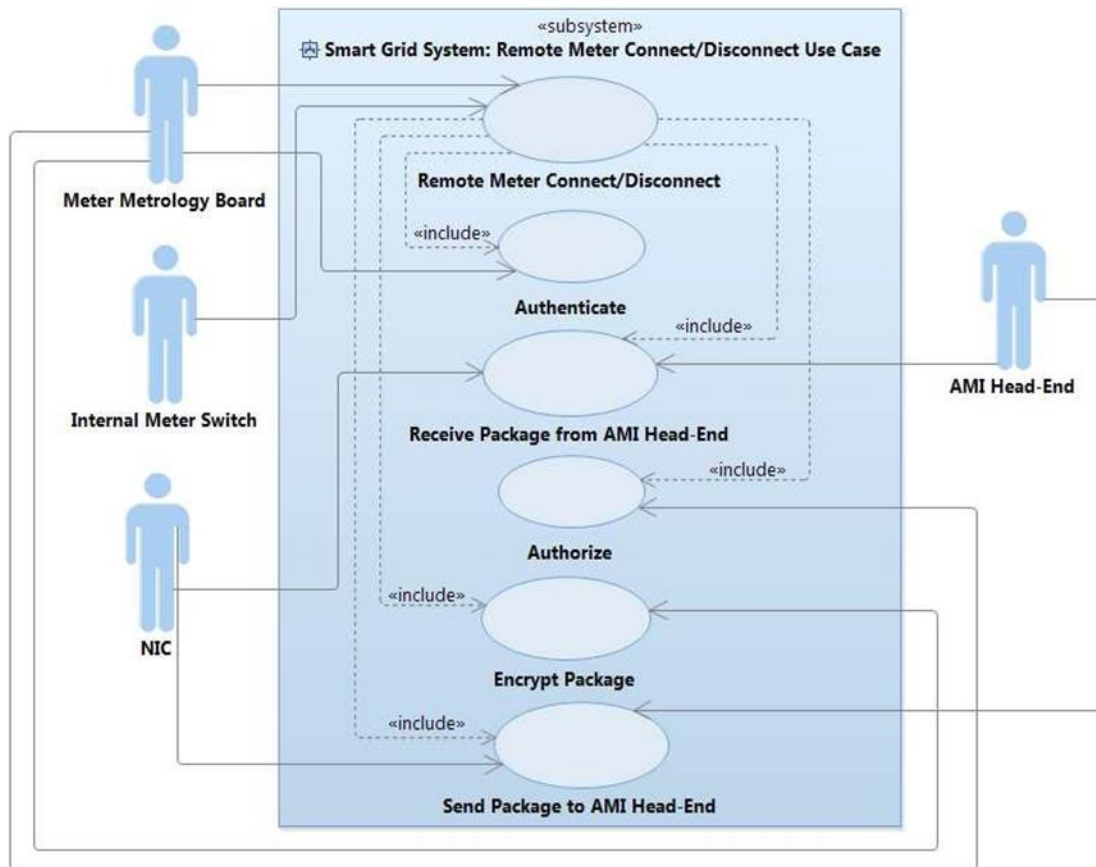 «subsystem»
Smart Grid System: Remote Meter Connect/Disconnect Use Case
Meter Metrology Board
Remote Meter Connect/Disconnect
«include»
Authenticate
Internal Meter Switch
«include»
AMI Head-End
Receive Package from AMI Head-End
«include»
Authorize
NIC
«include»
Encrypt Package
«include»
Send Package to AMI Head-End